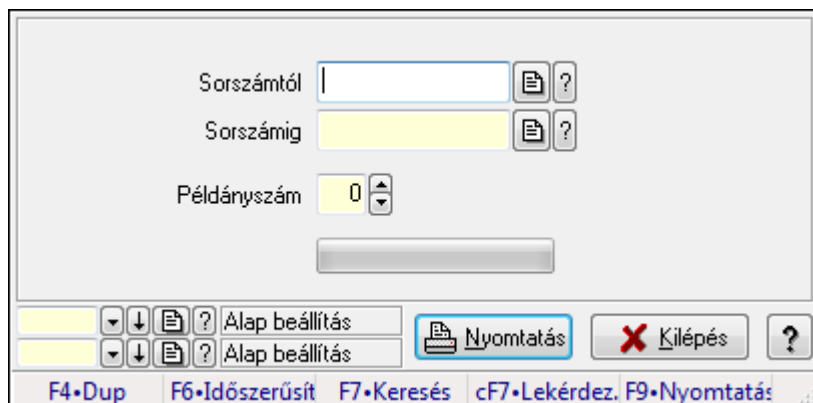 Sorszámtól ?
Sorszámig ?
Példányszám 0
? Alap beállítás
? Alap beállítás
Nyomtatás Kilépés ?
F4•Dup F6•Időszerűsít F7•Keresés cF7•Lekérdez. F9•Nyomtatás